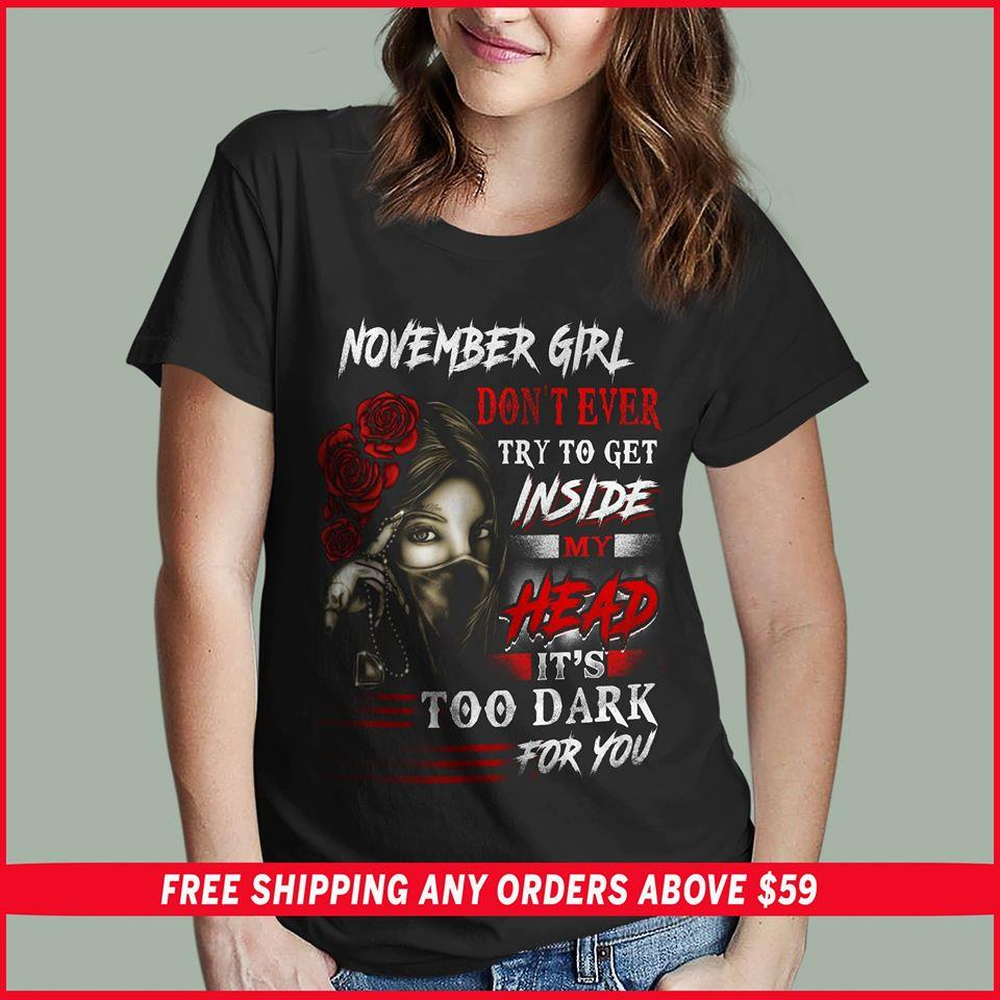 NOVEMBER GIRL
DON'T EVER
TRY TO GET
INSIDE
MY
HEAD
IT'S
TOO DARK
FOR YOU
FREE SHIPPING ANY ORDERS ABOVE $59